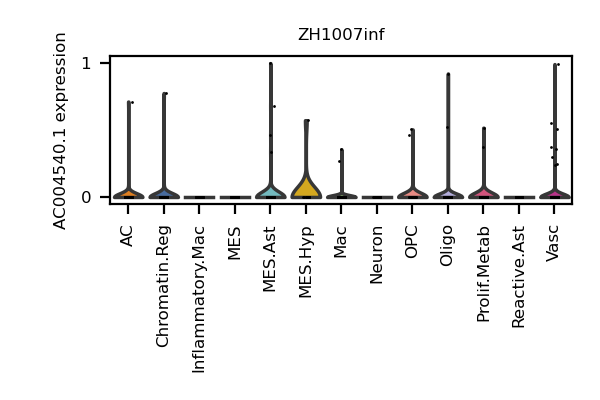 ZH1007inf
AC004540.1 expression
1
0
AC
Chromatin.Reg
Inflammatory.Mac
MES
MES.Ast
MES.Hyp
Mac
Neuron
OPC
Oligo
Prolif.Metab
Reactive.Ast
Vasc